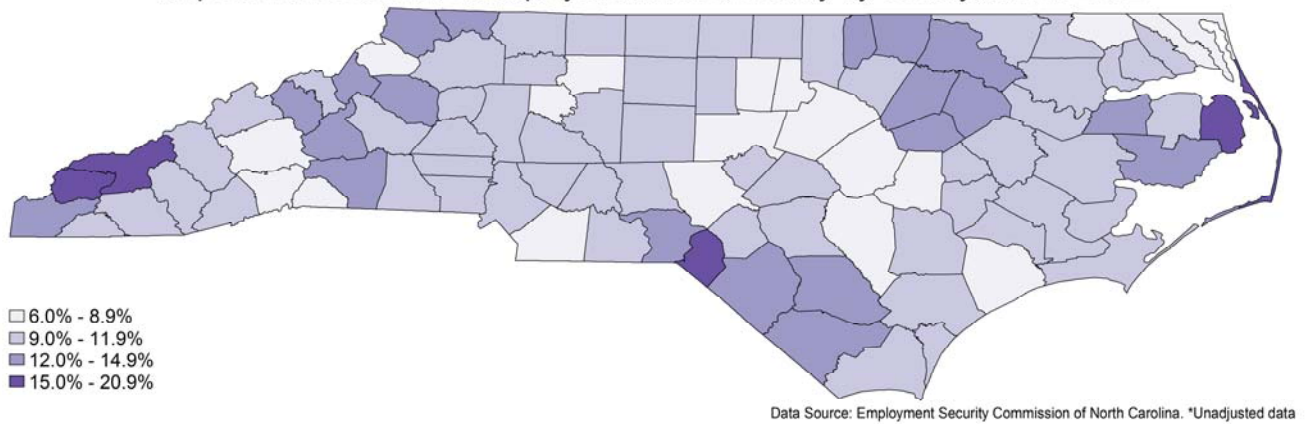 6.0% - 8.9%
9.0% - 11.9%
12.0% - 14.9%
15.0% - 20.9%
Data Source: Employment Security Commission of North Carolina. *Unadjusted data